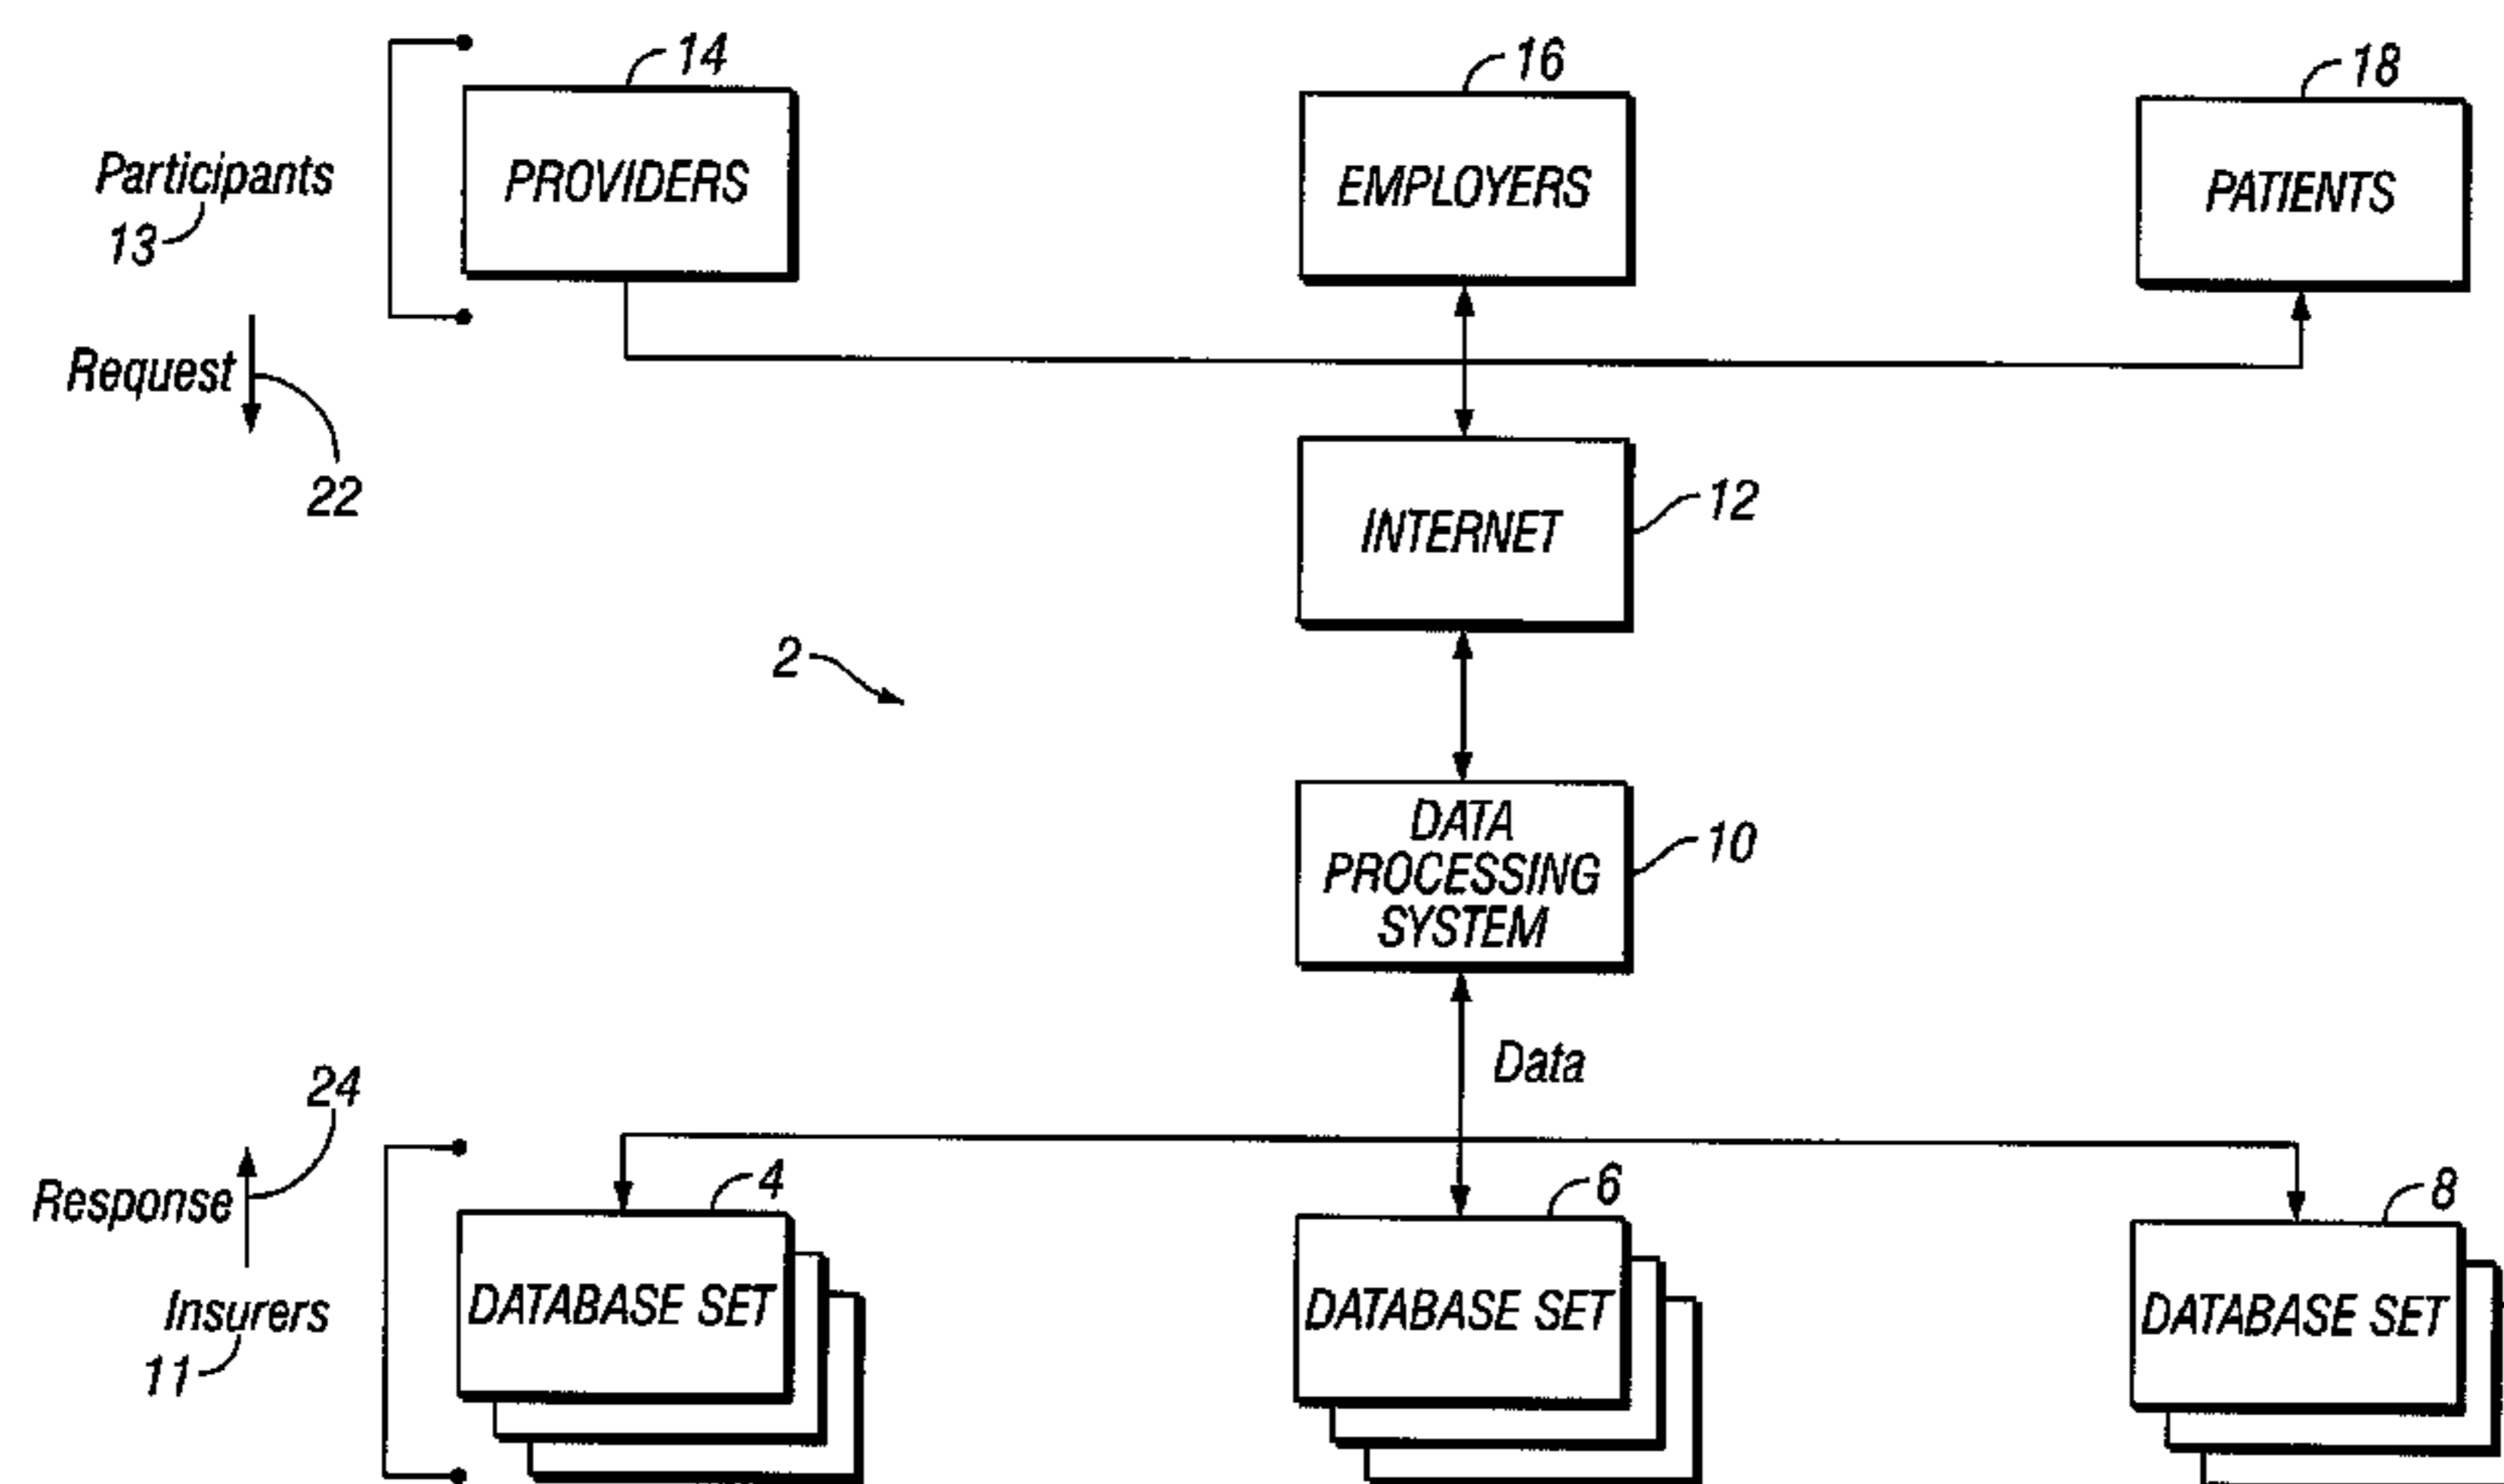 14
16
18
Participants
13
PROVIDERS
EMPLOYERS
PATIENTS
Request
22
INTERNET
12
2
DATA
PROCESSING
SYSTEM
10
Data
24
Response
4
6
8
Insurers
11
DATABASE SET
DATABASE SET
DATABASE SET